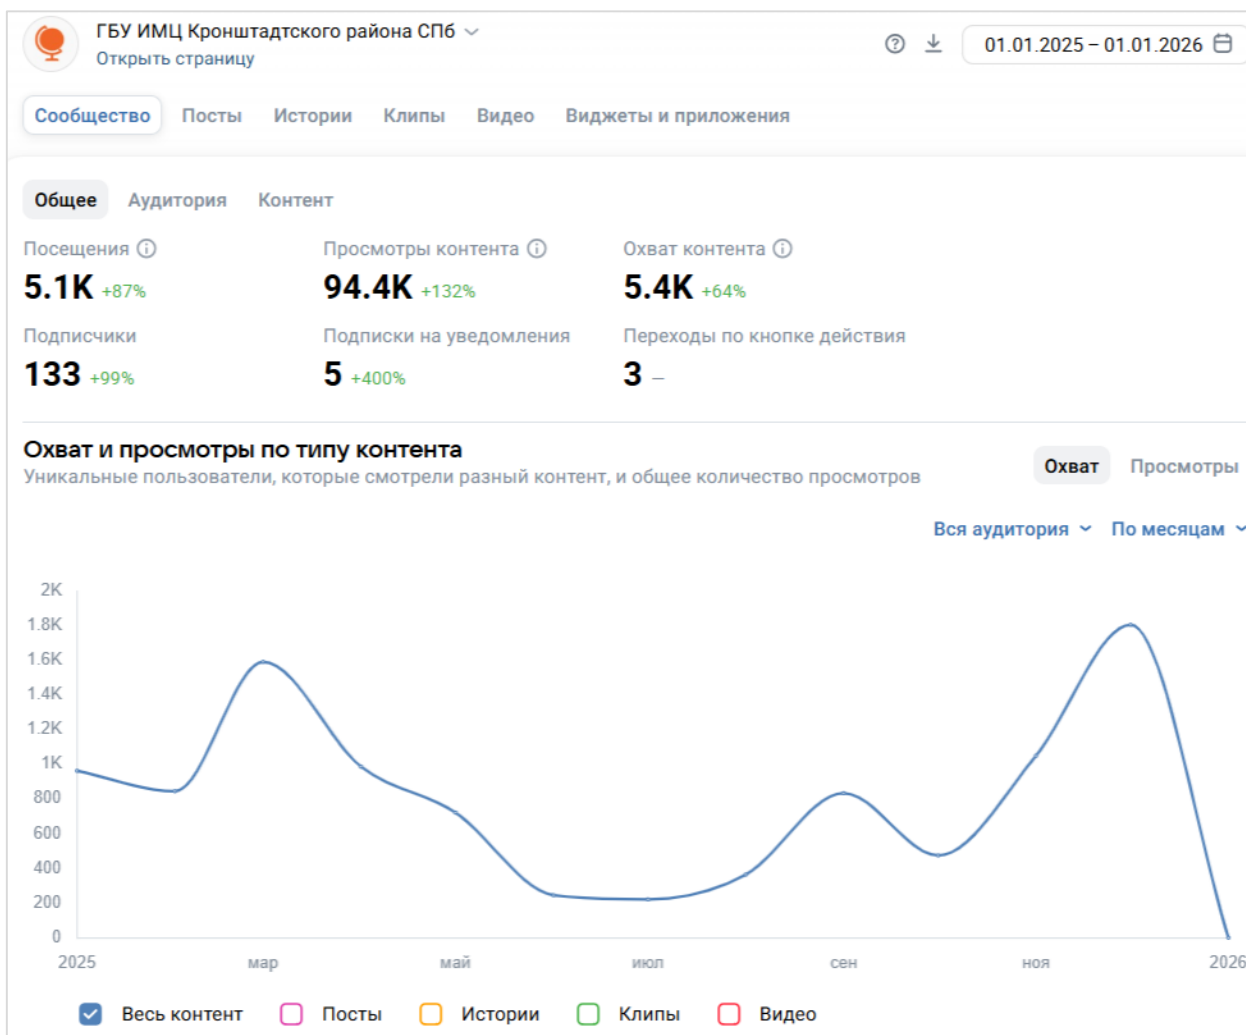 ГБУ ИМЦ Кронштадтского района СПб
Открыть страницу
01.01.2025 – 01.01.2026
Сообщество Посты Истории Клипы Видео Виджеты и приложения
Общее Аудитория Контент
Посещения Просмотры контента Охват контента
5.1K +87% 94.4K +132% 5.4K +64%
Подписчики Подписки на уведомления Переходы по кнопке действия
133 +99% 5 +400% 3 –
Охват и просмотры по типу контента
Уникальные пользователи, которые смотрели разный контент, и общее количество просмотров
Охват Просмотры
Вся аудитория По месяцам
2K
1.8K
1.6K
1.4K
1.2K
1K
800
600
400
200
0
2025 мар май июл сен ноя 2026
Весь контент Посты Истории Клипы Видео